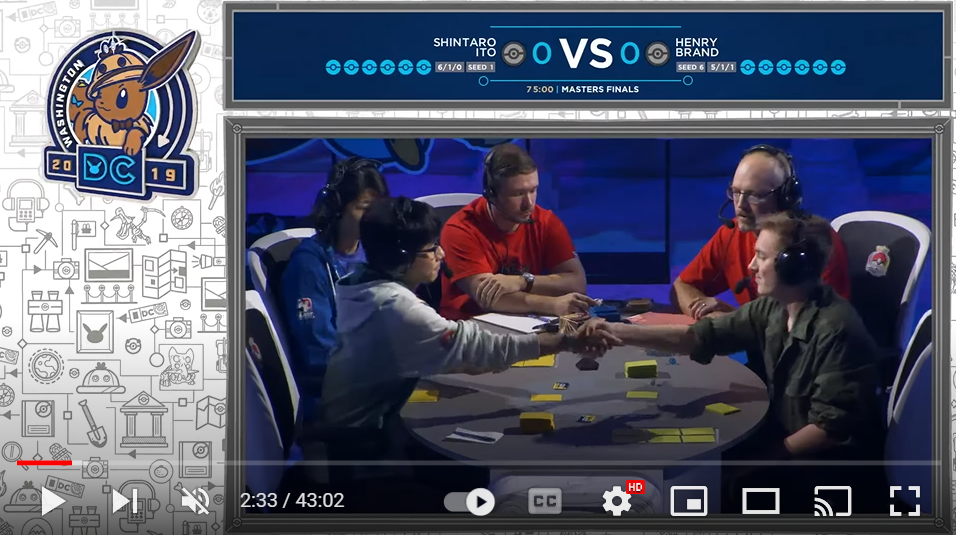 WASHINGTON
20 DC 19
SHINTARO
ITO
0 VS 0
HENRY
BRAND
6/1/0 SEED 1
SEED 6 5/1/1
75:00 | MASTERS FINALS
2:33 / 43:02
CC
HD